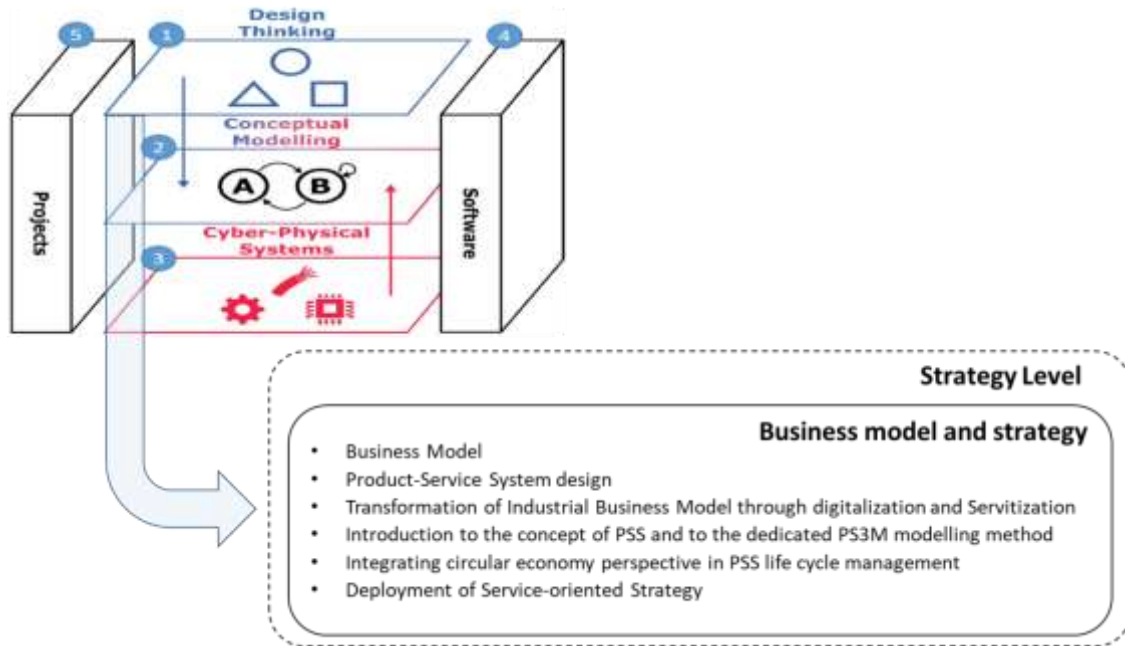 Design
Thinking
5
1
4
Conceptual
Modelling
2
A
B
Projects
Software
Cyber-Physical
Systems
3
Strategy Level
Business model and strategy
• Business Model
• Product-Service System design
• Transformation of Industrial Business Model through digitalization and Servitization
• Introduction to the concept of PSS and to the dedicated PS3M modelling method
• Integrating circular economy perspective in PSS life cycle management
• Deployment of Service-oriented Strategy